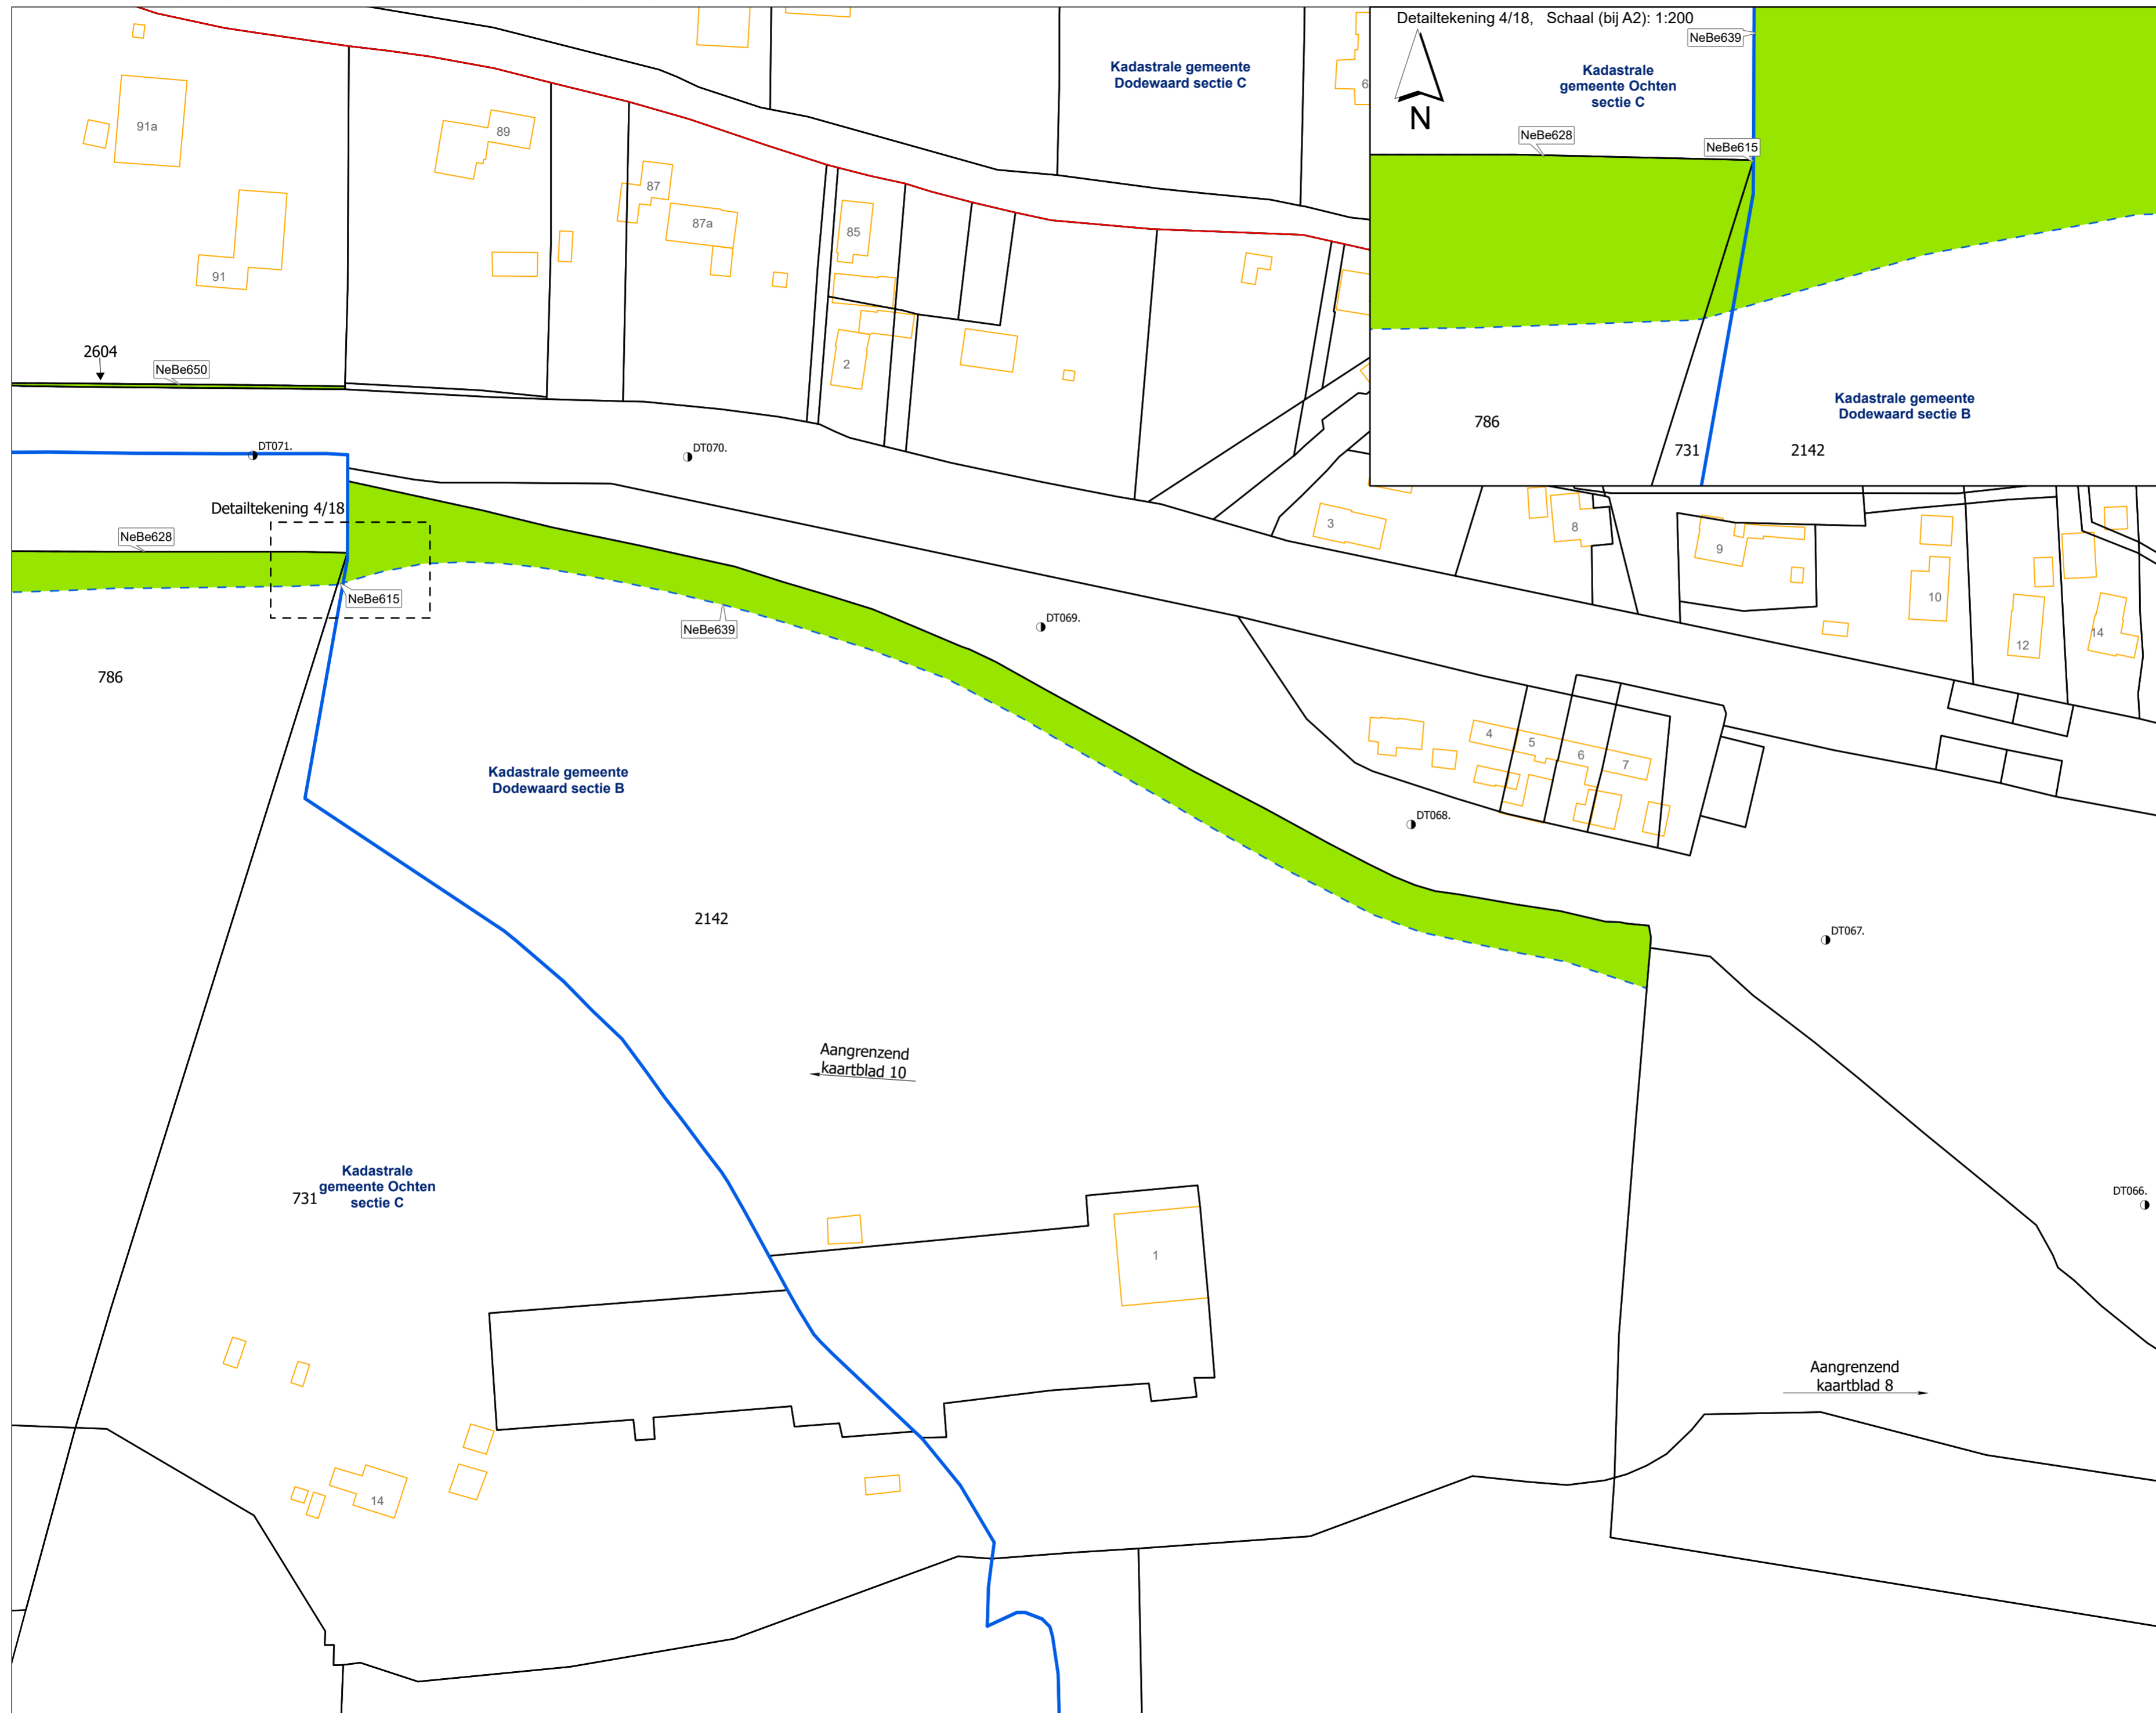 Detailtekening 4/18, Schaal (bij A2): 1:200
NeBe639
Kadastrale
gemeente Ochten
sectie C
N
NeBe628
NeBe615
Kadastrale gemeente
Dodewaard sectie B
786
731
2142
Kadastrale gemeente
Dodewaard sectie C
6
91a
89
87
87a
85
91
2
2604
NeBe650
DT071.
DT070.
Detailtekening 4/18
NeBe628
NeBe615
NeBe639
DT069.
3
8
9
10
12
14
786
4
5
6
7
Kadastrale gemeente
Dodewaard sectie B
DT068.
2142
DT067.
Aangrenzend
kaartblad 10
Kadastrale
gemeente Ochten
sectie C
731
DT066.
1
Aangrenzend
kaartblad 8
14